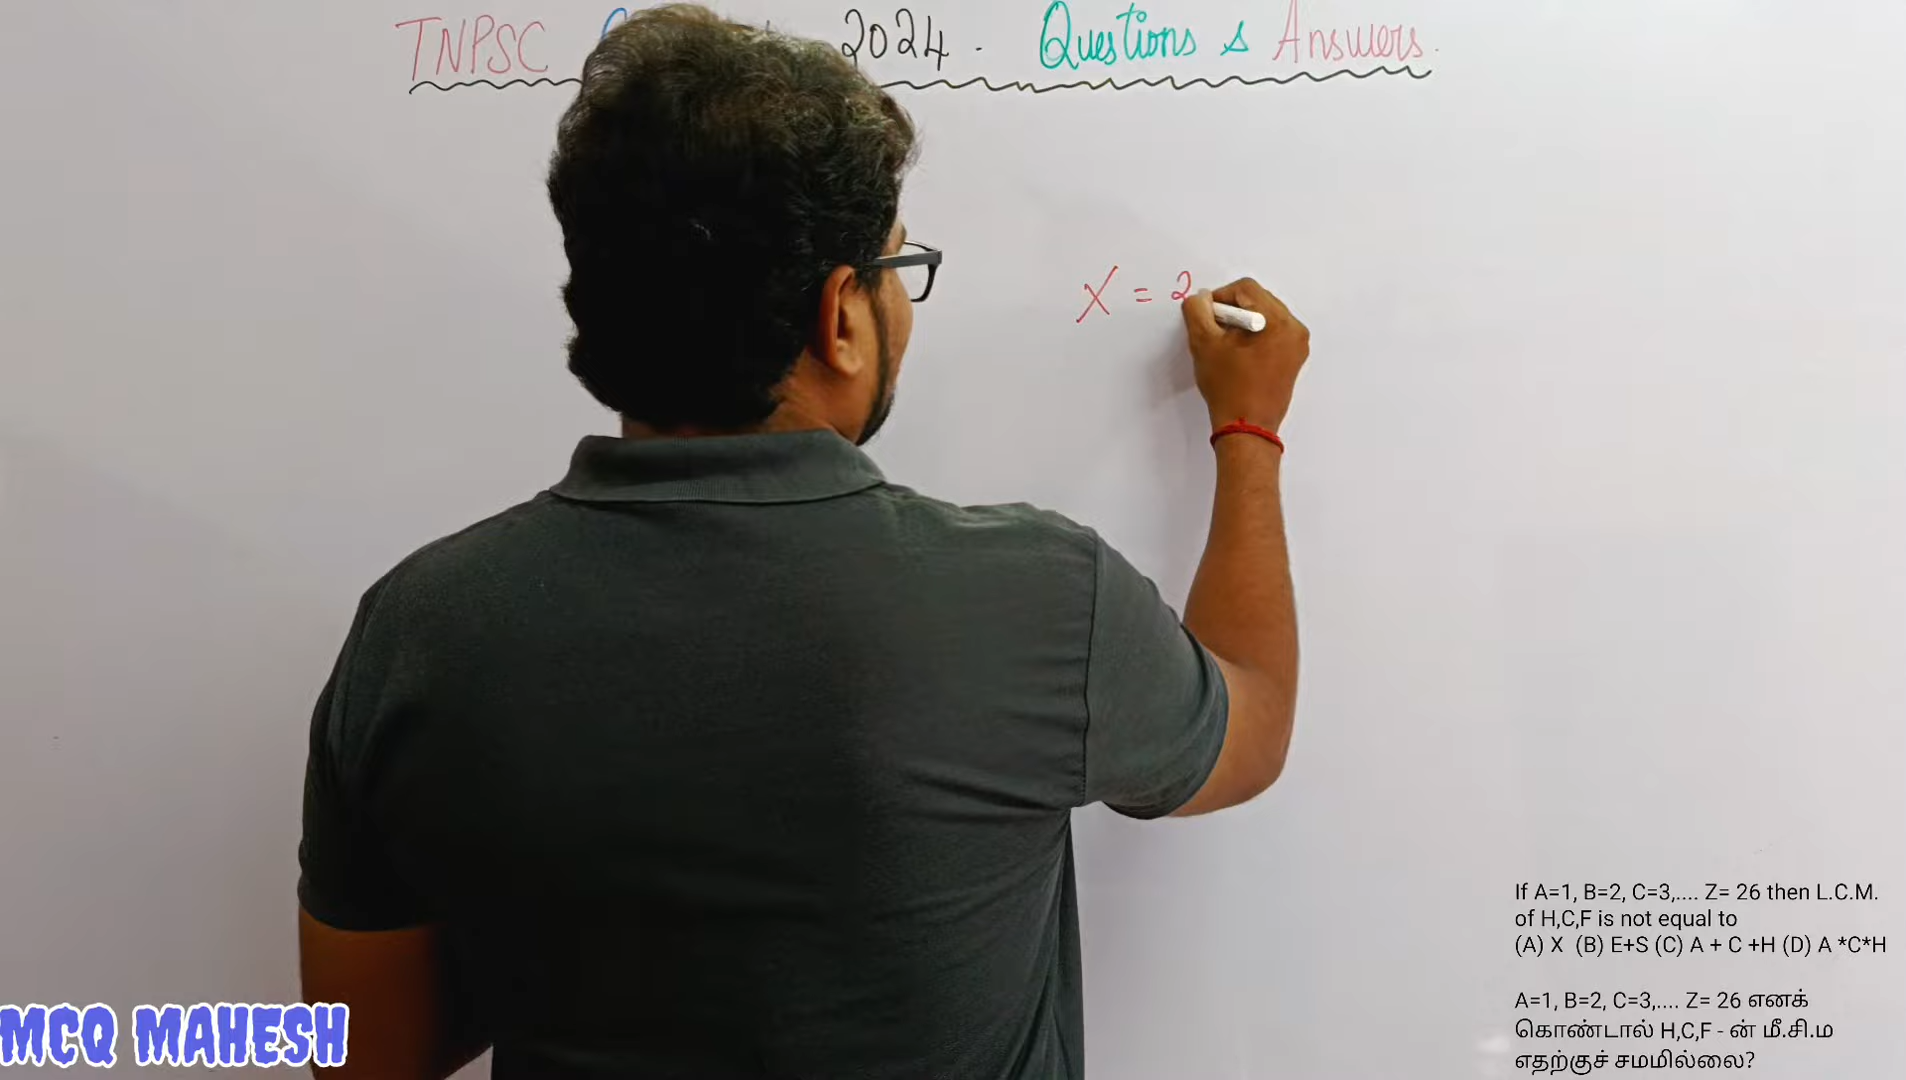 TNPSC 2024. Questions & Answers.
X = 2
If A=1, B=2, C=3,.... Z= 26 then L.C.M.
of H,C,F is not equal to
(A) X (B) E+S (C) A + C +H (D) A *C*H
A=1, B=2, C=3,.... Z= 26 எனக்
கொண்டால் H,C,F - ன் மீ.சி.ம
எதற்குச் சமமில்லை?
MCQ MAHESH